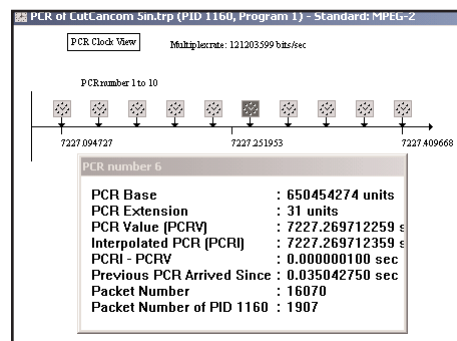 PCR of CutCancom 5in.trp (PID 1160, Program 1) - Standard: MPEG-2
PCR Clock View
Multiplex rate: 121203599 bits/sec
PCR number 1 to 10
7227.094727 7227.251953 7227.409668
PCR number 6
PCR Base : 650454274 units
PCR Extension : 31 units
PCR Value (PCRV) : 7227.269712259 s
Interpolated PCR (PCRI) : 7227.269712359 s
PCRI - PCRV : 0.000000100 sec
Previous PCR Arrived Since : 0.035042750 sec
Packet Number : 16070
Packet Number of PID 1160 : 1907